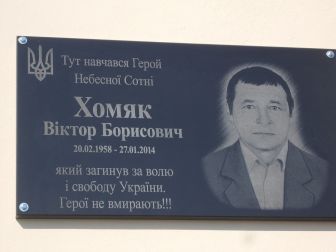 Тут навчався Герой
Небесної Сотні
Хомяк
Віктор Борисович
20.02.1958 - 27.01.2014
який загинув за волю
і свободу України.
Герої не вмирають!!!